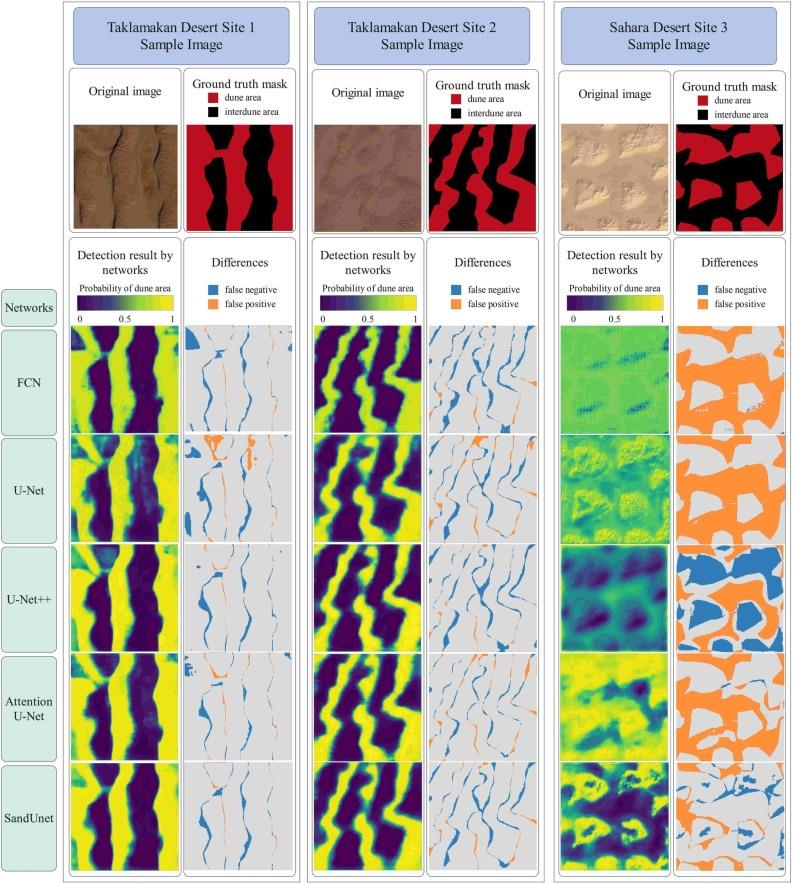 Taklamakan Desert Site 1
Sample Image
Original image
Ground truth mask
dune area
interdune area
Detection result by
networks
Probability of dune area
0 0.5 1
Differences
false negative
false positive
Taklamakan Desert Site 2
Sample Image
Original image
Ground truth mask
dune area
interdune area
Detection result by
networks
Probability of dune area
0 0.5 1
Differences
false negative
false positive
Sahara Desert Site 3
Sample Image
Original image
Ground truth mask
dune area
interdune area
Detection result by
networks
Probability of dune area
0 0.5 1
Differences
false negative
false positive
Networks
FCN
U-Net
U-Net++
Attention
U-Net
SandUnet